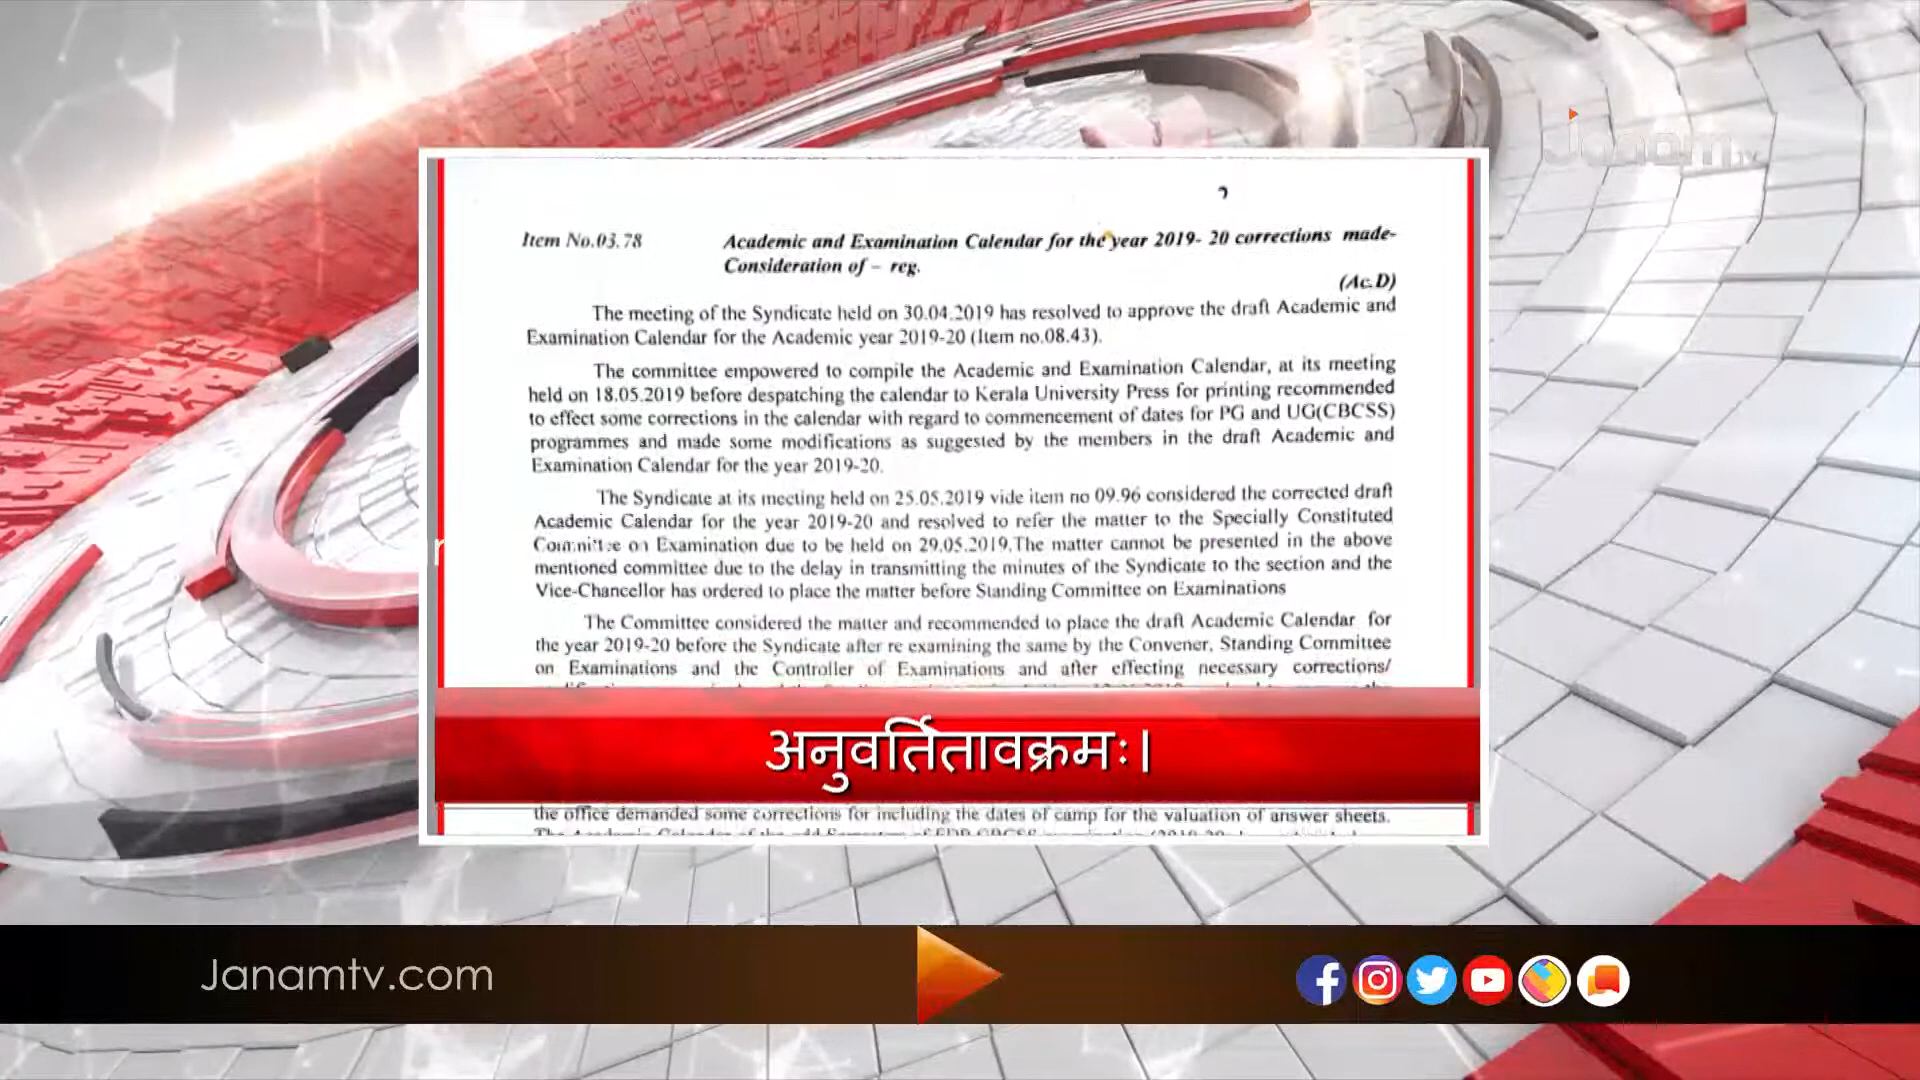 Janam TV
Item No.03.78
Academic and Examination Calendar for the year 2019- 20 corrections made-
Consideration of – reg.
(Ac.D)
The meeting of the Syndicate held on 30.04.2019 has resolved to approve the draft Academic and
Examination Calendar for the Academic year 2019-20 (Item no.08.43).
The committee empowered to compile the Academic and Examination Calendar, at its meeting
held on 18.05.2019 before despatching the calendar to Kerala University Press for printing recommended
to effect some corrections in the calendar with regard to commencement of dates for PG and UG(CBCSS)
programmes and made some modifications as suggested by the members in the draft Academic and
Examination Calendar for the year 2019-20.
The Syndicate at its meeting held on 25.05.2019 vide item no 09.96 considered the corrected draft
Academic Calendar for the year 2019-20 and resolved to refer the matter to the Specially Constituted
Committee on Examination due to be held on 29.05.2019.The matter cannot be presented in the above
mentioned committee due to the delay in transmitting the minutes of the Syndicate to the section and the
Vice-Chancellor has ordered to place the matter before Standing Committee on Examinations
The Committee considered the matter and recommended to place the draft Academic Calendar for
the year 2019-20 before the Syndicate after re examining the same by the Convener, Standing Committee
on Examinations and the Controller of Examinations and after effecting necessary corrections/
अनुवर्तितावक्रमः।
the office demanded some corrections for including the dates of camp for the valuation of answer sheets.
Janamtv.com